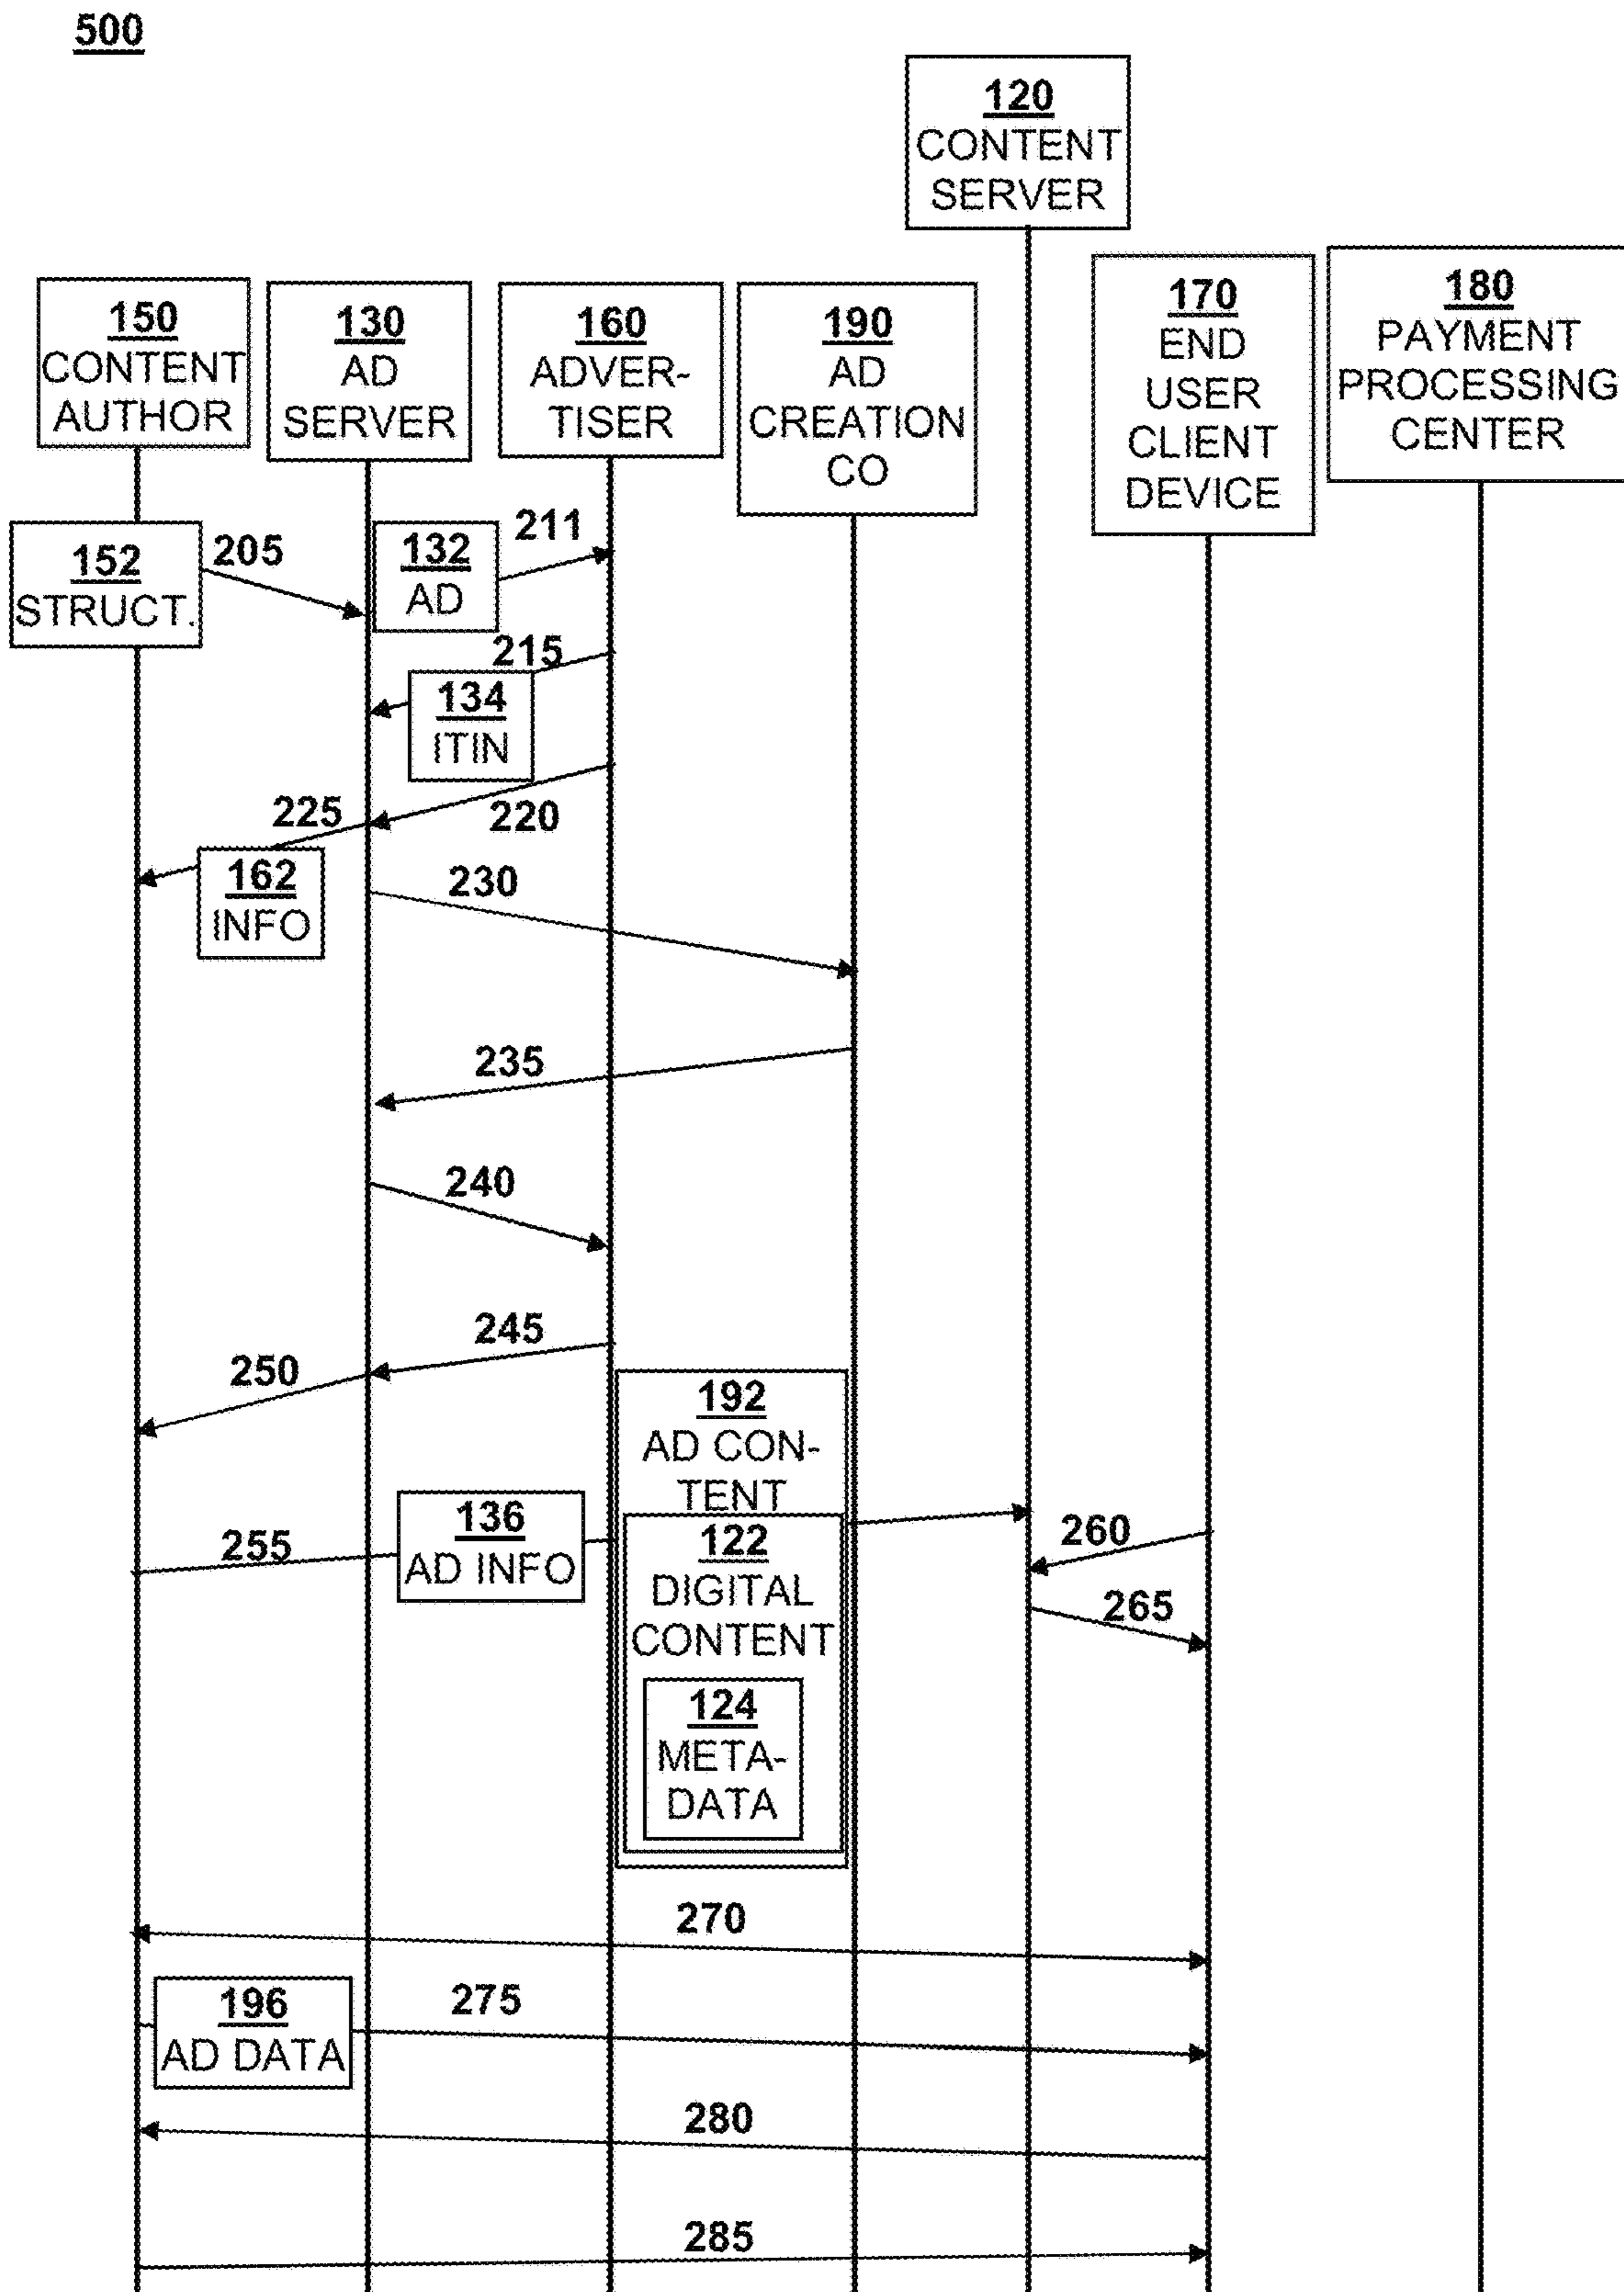 500
120
CONTENT
SERVER
150
CONTENT
AUTHOR
130
AD
SERVER
160
ADVER-
TISER
190
AD
CREATION
CO
170
END
USER
CLIENT
DEVICE
180
PAYMENT
PROCESSING
CENTER
152
STRUCT.
205
132
AD
211
215
134
ITIN
220
225
162
INFO
230
235
240
245
250
192
AD CON-
TENT
122
DIGITAL
CONTENT
124
META-
DATA
136
AD INFO
255
260
265
270
196
AD DATA
275
280
285